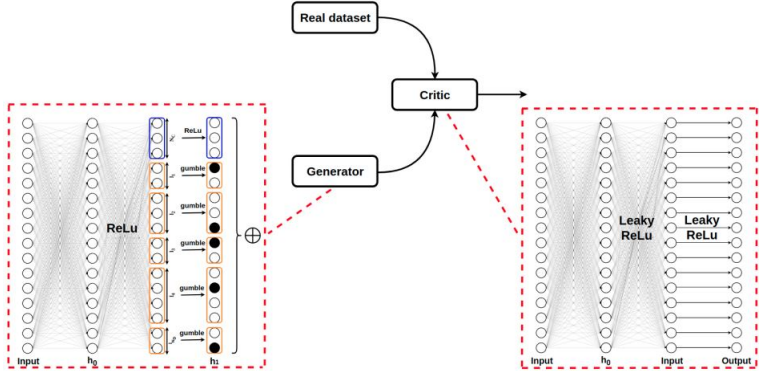 Real dataset
Critic
Generator
ReLu
gumble
gumble
gumble
gumble
gumble
ReLU
Input
h0
h1
Leaky
ReLU
Leaky
ReLu
Input
h0
Input
Output